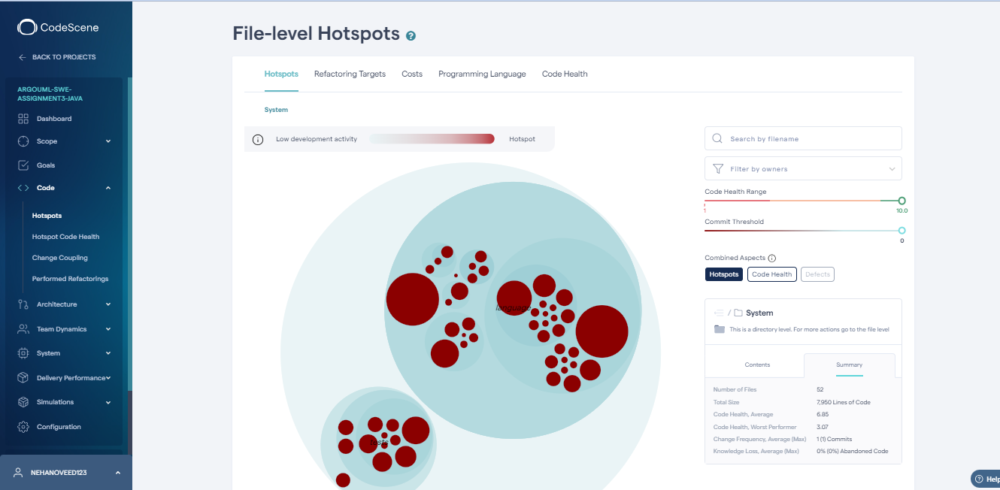 CodeScene
BACK TO PROJECTS
ARGOUML-SWE-
ASSIGNMENT3-JAVA
Dashboard
Scope
Goals
Code
Hotspots
Hotspot Code Health
Change Coupling
Performed Refactorings
Architecture
Team Dynamics
System
Delivery Performance
Simulations
Configuration
NEHANOVEED123
File-level Hotspots ?
Hotspots Refactoring Targets Costs Programming Language Code Health
System
Low development activity Hotspot
language
tests
Search by filename
Filter by owners
Code Health Range
1 10.0
Commit Threshold
0
Combined Aspects
Hotspots Code Health Defects
/ System
This is a directory level. For more actions go to the file level
Contents Summary
Number of Files 52
Total Size 7,950 Lines of Code
Code Health, Average 6.85
Code Health, Worst Performer 3.07
Change Frequency, Average (Max) 1 (1) Commits
Knowledge Loss, Average (Max) 0% (0%) Abandoned Code
? Help